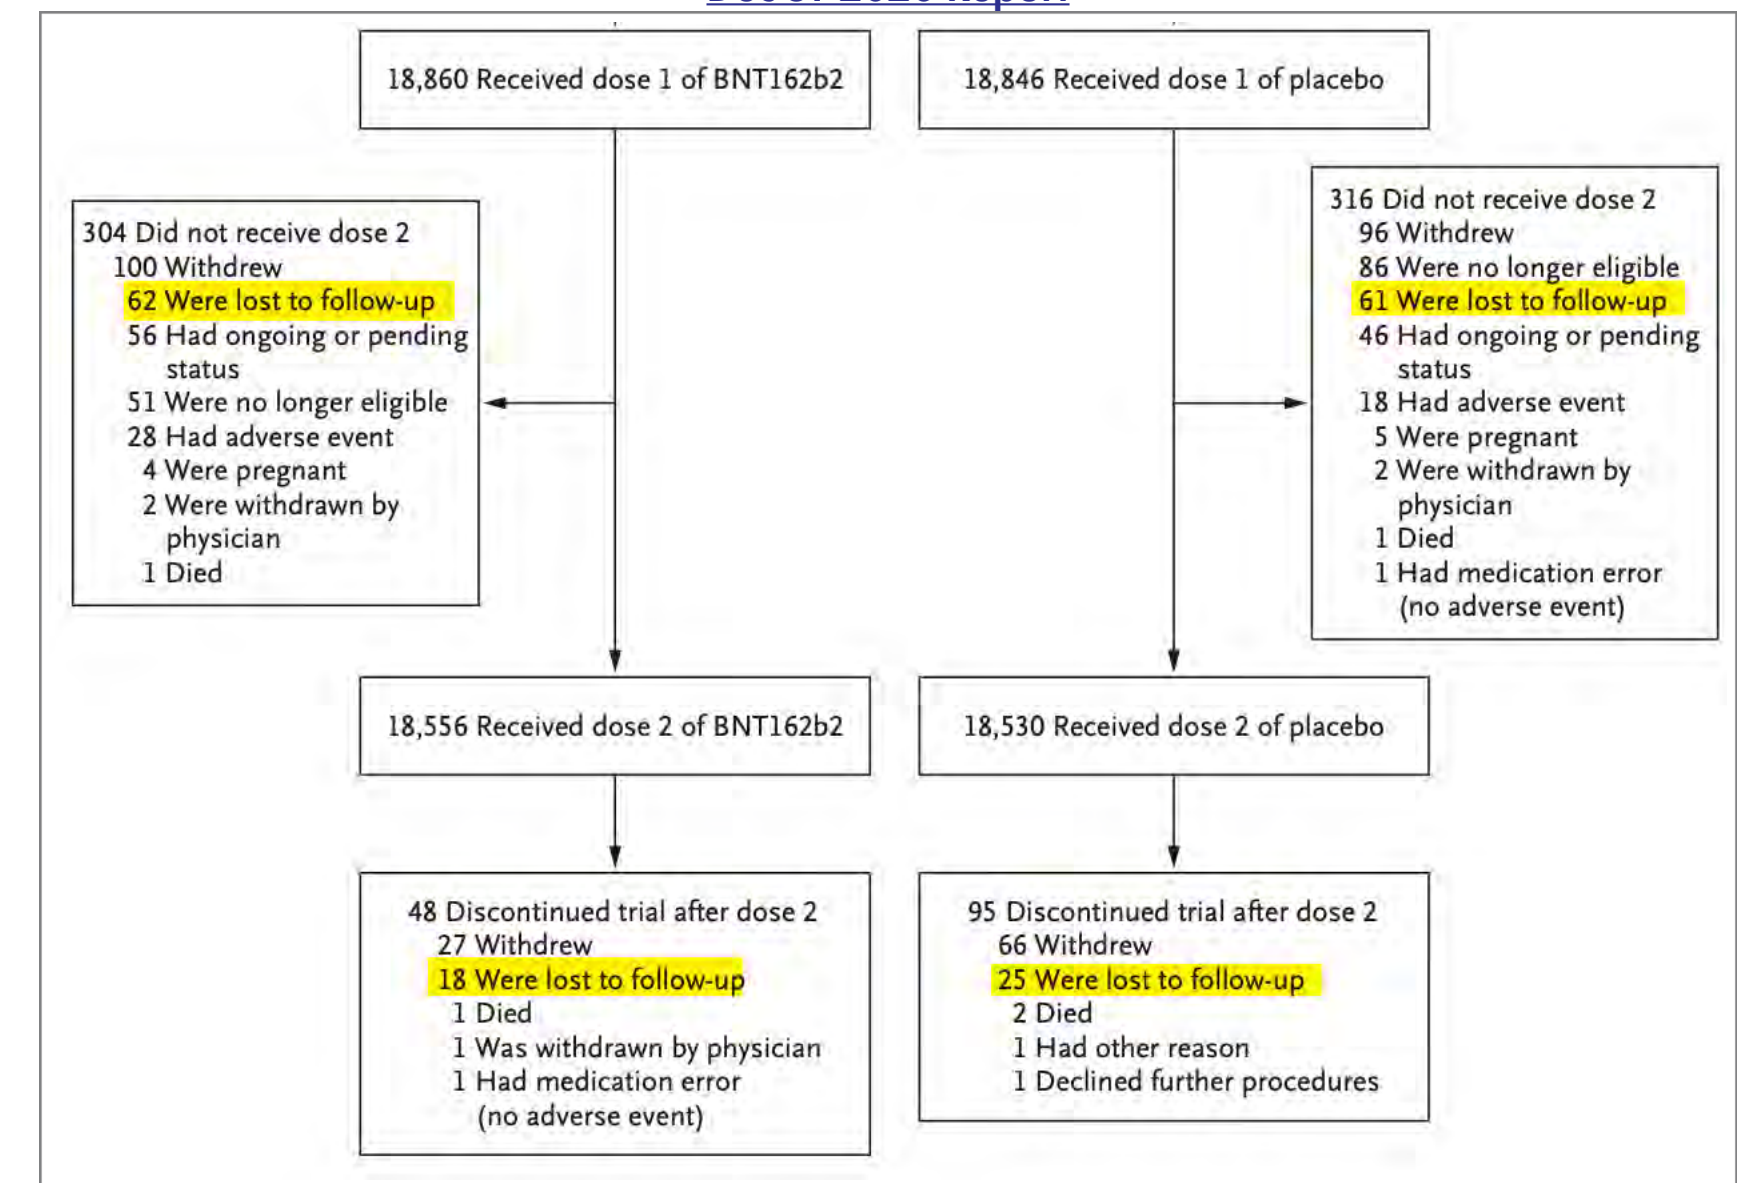 18,860 Received dose 1 of BNT162b2
18,846 Received dose 1 of placebo
304 Did not receive dose 2
100 Withdrew
62 Were lost to follow-up
56 Had ongoing or pending
status
51 Were no longer eligible
28 Had adverse event
4 Were pregnant
2 Were withdrawn by
physician
1 Died
316 Did not receive dose 2
96 Withdrew
86 Were no longer eligible
61 Were lost to follow-up
46 Had ongoing or pending
status
18 Had adverse event
5 Were pregnant
2 Were withdrawn by
physician
1 Died
1 Had medication error
(no adverse event)
18,556 Received dose 2 of BNT162b2
18,530 Received dose 2 of placebo
48 Discontinued trial after dose 2
27 Withdrew
18 Were lost to follow-up
1 Died
1 Was withdrawn by physician
1 Had medication error
(no adverse event)
95 Discontinued trial after dose 2
66 Withdrew
25 Were lost to follow-up
2 Died
1 Had other reason
1 Declined further procedures